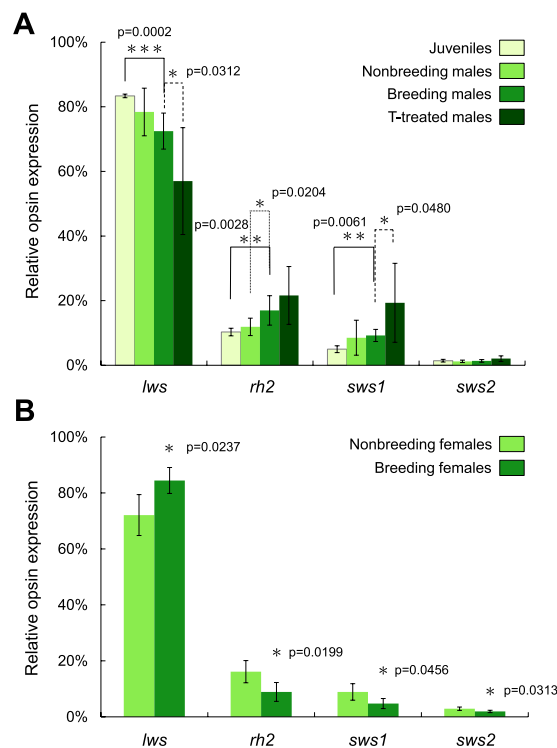 A
100%
80%
60%
40%
20%
0%
Relative opsin expression
p=0.0002
***
*
p=0.0312
Juveniles
Nonbreeding males
Breeding males
T-treated males
*
p=0.0204
p=0.0028
**
p=0.0061
**
*
p=0.0480
lws
rh2
sws1
sws2
B
100%
80%
60%
40%
20%
0%
Relative opsin expression
Nonbreeding females
Breeding females
* p=0.0237
* p=0.0199
* p=0.0456
* p=0.0313
lws
rh2
sws1
sws2